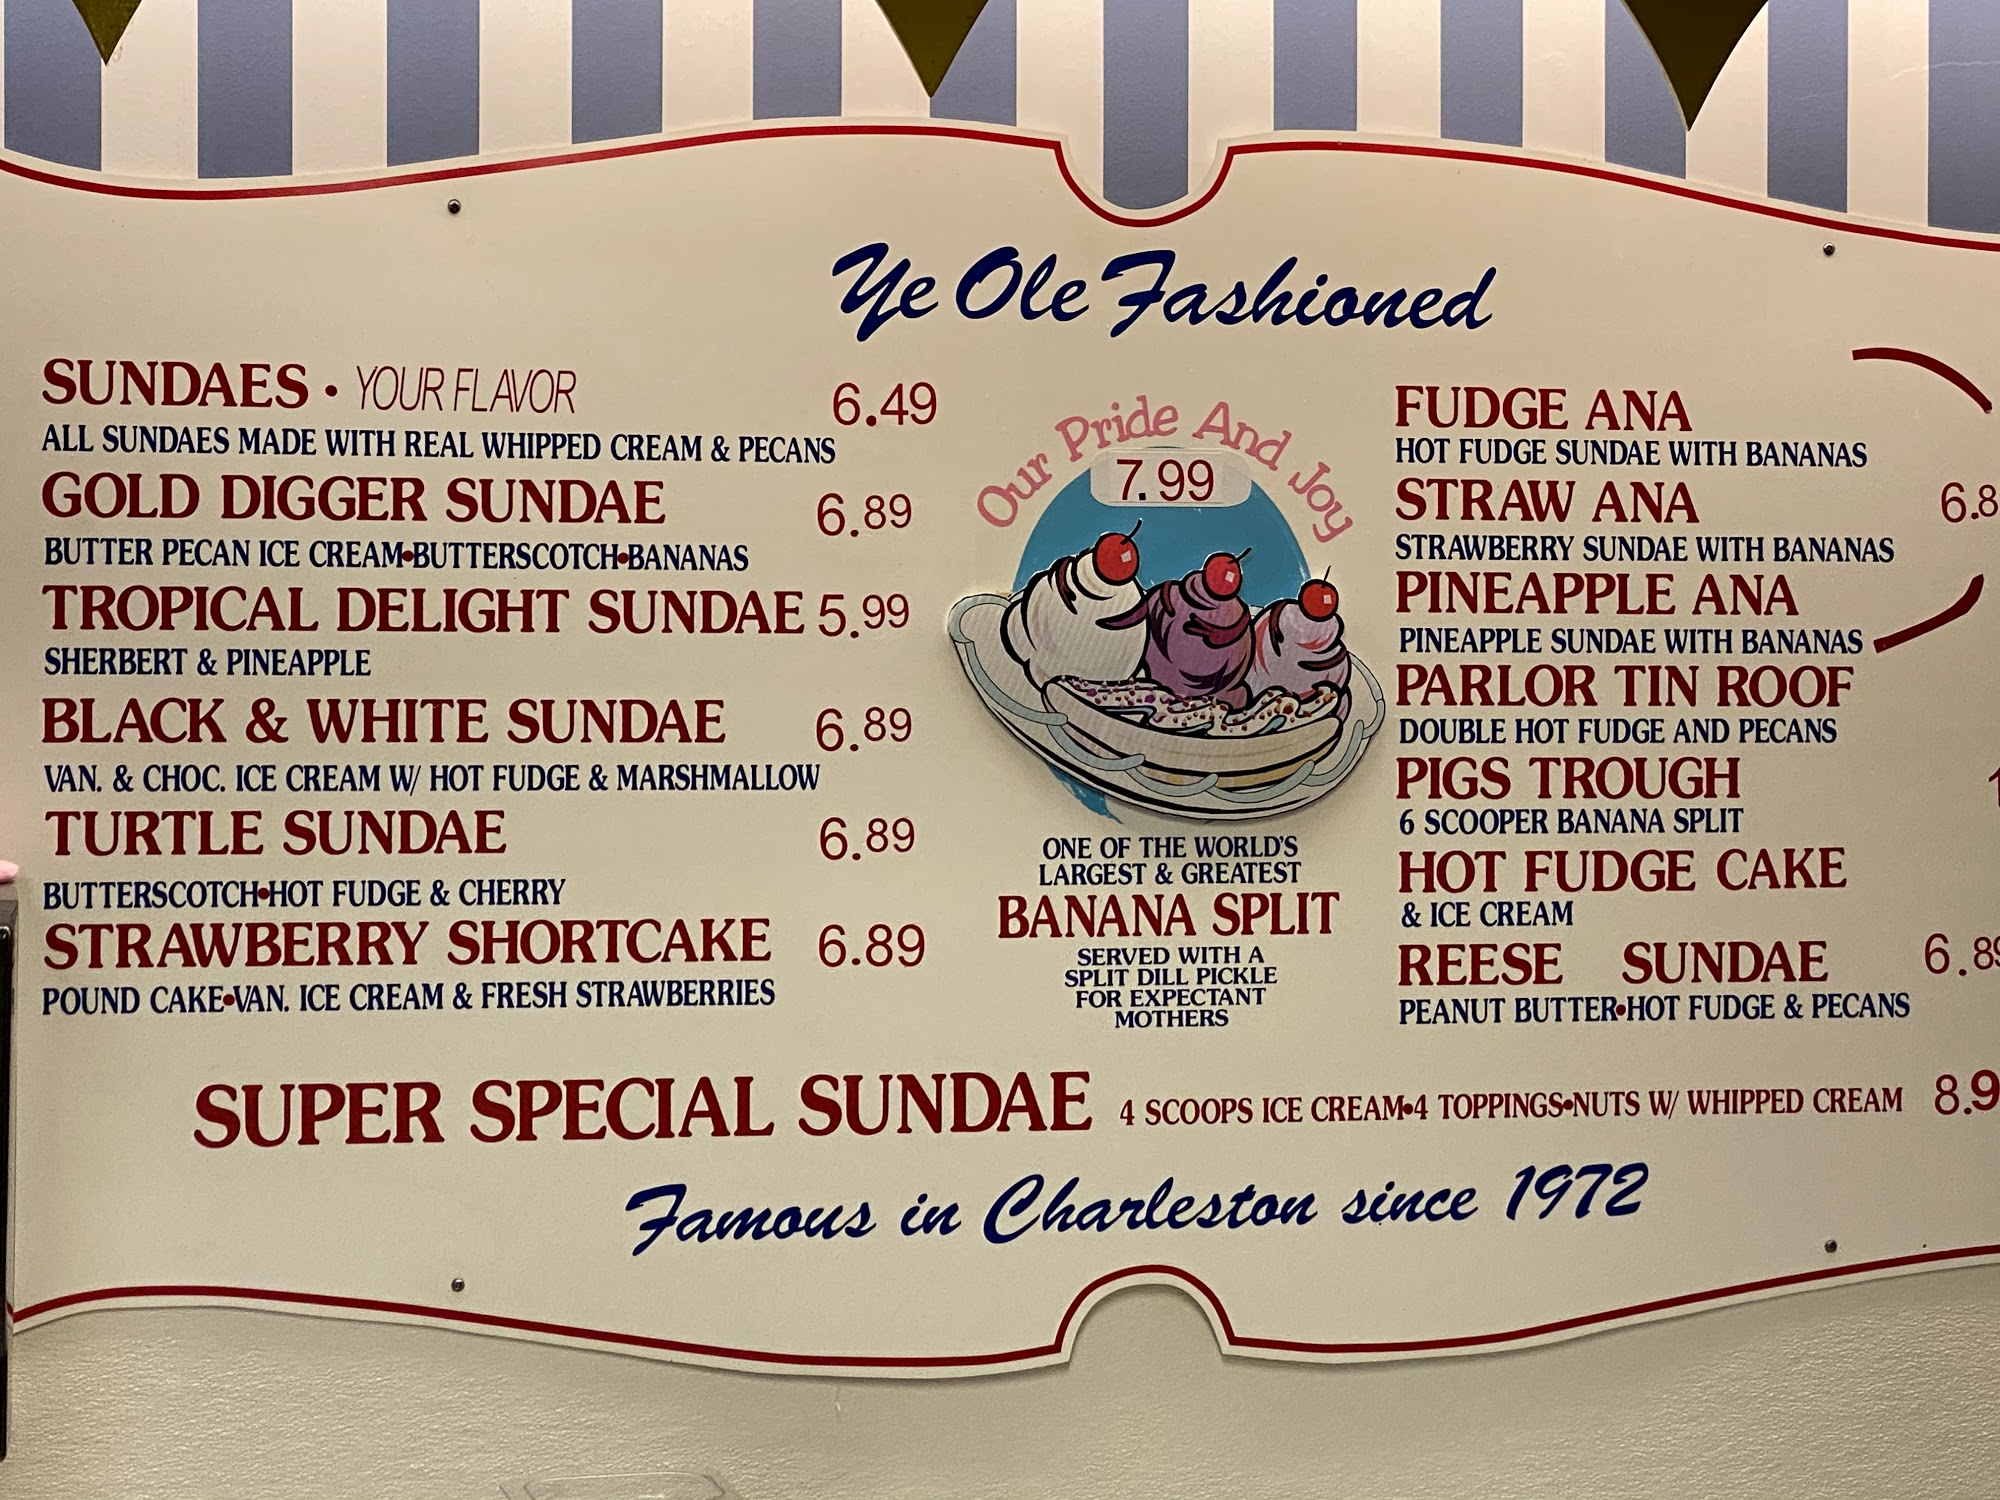 Ye Ole Fashioned
SUNDAES • YOUR FLAVOR 6.49
ALL SUNDAES MADE WITH REAL WHIPPED CREAM & PECANS
GOLD DIGGER SUNDAE 6.89
BUTTER PECAN ICE CREAM•BUTTERSCOTCH•BANANAS
TROPICAL DELIGHT SUNDAE 5.99
SHERBERT & PINEAPPLE
BLACK & WHITE SUNDAE 6.89
VAN. & CHOC. ICE CREAM W/ HOT FUDGE & MARSHMALLOW
TURTLE SUNDAE 6.89
BUTTERSCOTCH•HOT FUDGE & CHERRY
STRAWBERRY SHORTCAKE 6.89
POUND CAKE•VAN. ICE CREAM & FRESH STRAWBERRIES
Our Pride And Joy
7.99
ONE OF THE WORLD'S
LARGEST & GREATEST
BANANA SPLIT
SERVED WITH A
SPLIT DILL PICKLE
FOR EXPECTANT
MOTHERS
FUDGE ANA
HOT FUDGE SUNDAE WITH BANANAS
STRAW ANA 6.8
STRAWBERRY SUNDAE WITH BANANAS
PINEAPPLE ANA
PINEAPPLE SUNDAE WITH BANANAS
PARLOR TIN ROOF
DOUBLE HOT FUDGE AND PECANS
PIGS TROUGH
6 SCOOPER BANANA SPLIT
HOT FUDGE CAKE
& ICE CREAM
REESE SUNDAE 6.89
PEANUT BUTTER•HOT FUDGE & PECANS
SUPER SPECIAL SUNDAE 4 SCOOPS ICE CREAM•4 TOPPINGS•NUTS W/ WHIPPED CREAM 8.9
Famous in Charleston since 1972